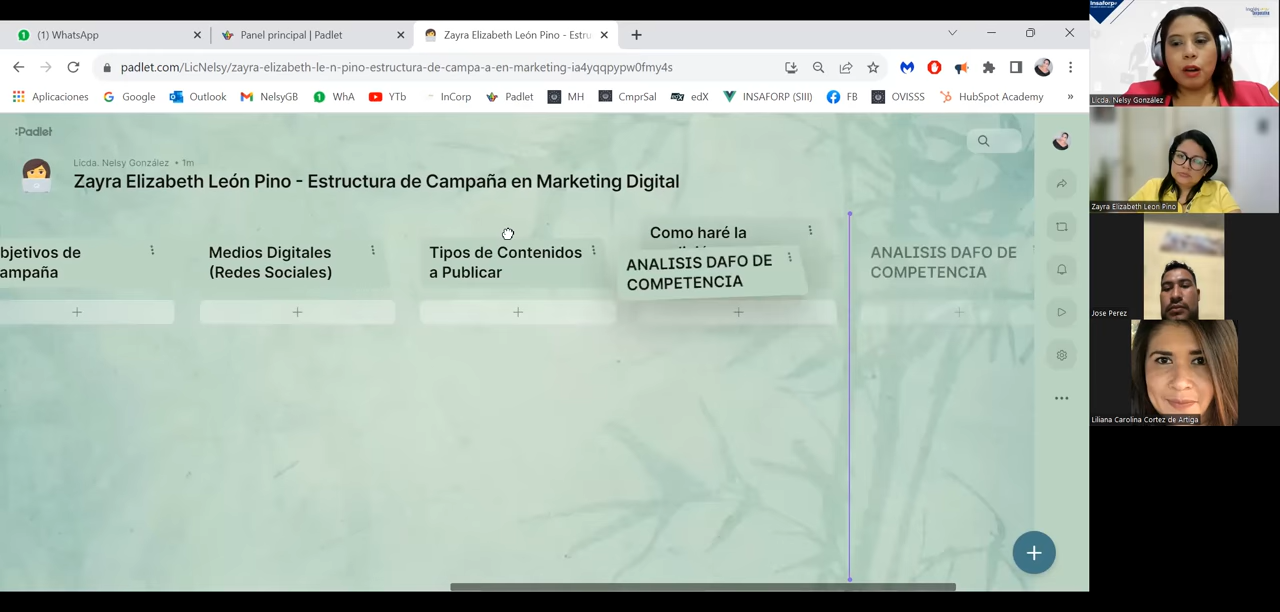 (1) WhatsApp
Panel principal | Padlet
Zayra Elizabeth León Pino - Estru
padlet.com/LicNelsy/zayra-elizabeth-le-n-pino-estructura-de-campa-a-en-marketing-ia4yqqpypw0fmy4s
Aplicaciones Google Outlook NelsyGB WhA YTb InCorp Padlet MH CmprSal edX INSAFORP (SIII) FB OVISSS HubSpot Academy »
:Padlet
Licda. Nelsy González • 1m
Zayra Elizabeth León Pino - Estructura de Campaña en Marketing Digital
bjetivos de
ampaña
Medios Digitales
(Redes Sociales)
Tipos de Contenidos
a Publicar
Como haré la
ANALISIS DAFO DE
COMPETENCIA
ANALISIS DAFO DE
COMPETENCIA
Insaforp
Licda. Nelsy González
Zayra Elizabeth Leon Pino
Jose Perez
Liliana Carolina Cortez de Artiga